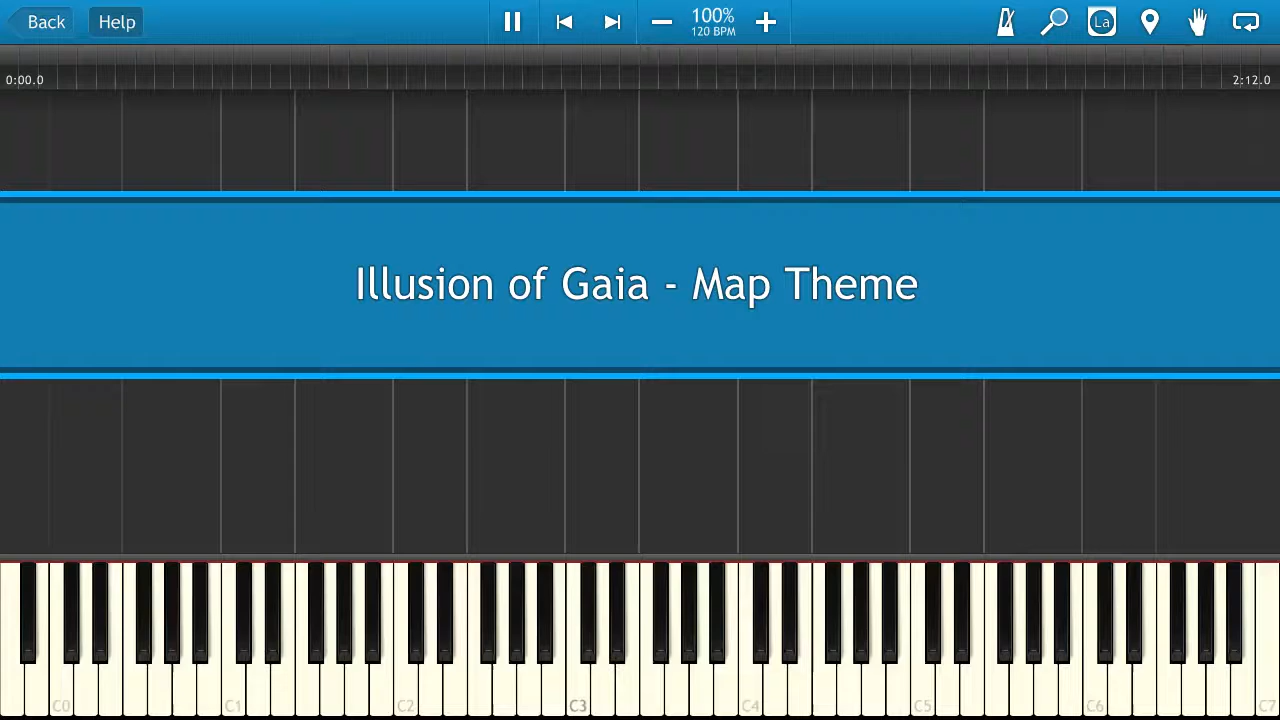 Back Help 100% La
120 BPM
0:00.0 2:12.0
Illusion of Gaia - Map Theme
C0 C1 C2 C3 C4 C5 C6 C7